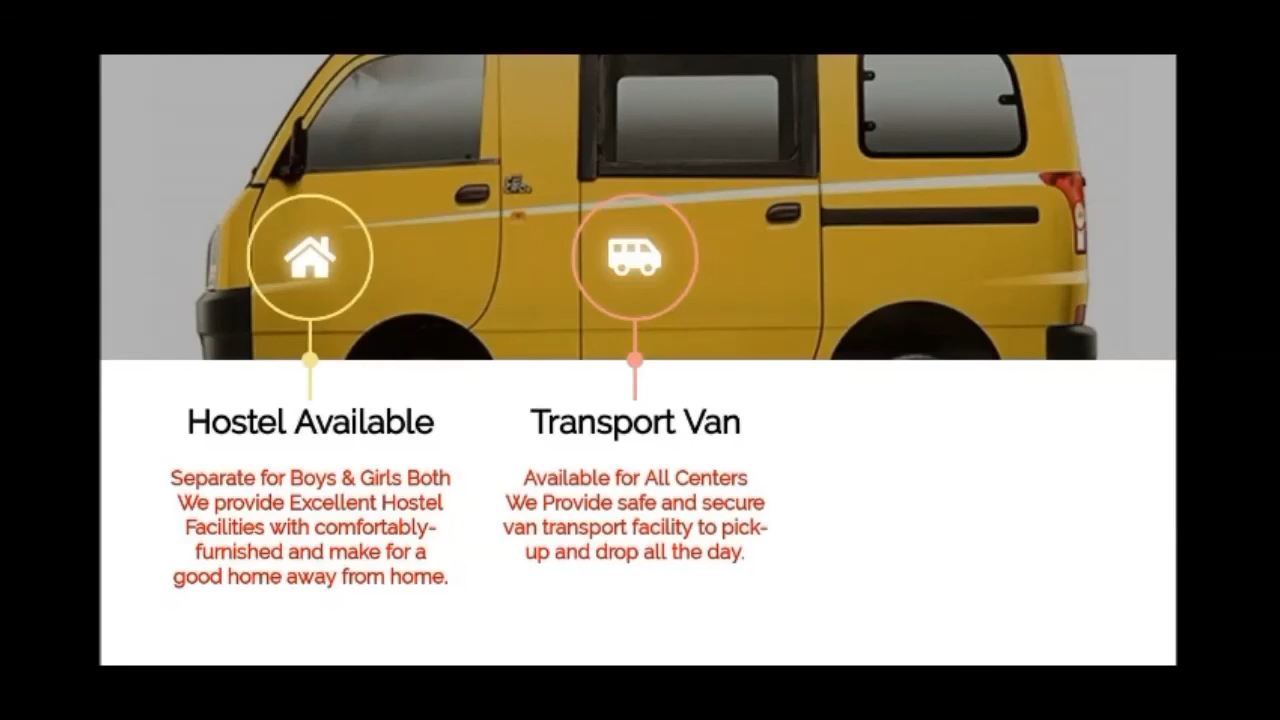 Hostel Available
Separate for Boys & Girls Both
We provide Excellent Hostel
Facilities with comfortably-
furnished and make for a
good home away from home.
Transport Van
Available for All Centers
We Provide safe and secure
van transport facility to pick-
up and drop all the day.